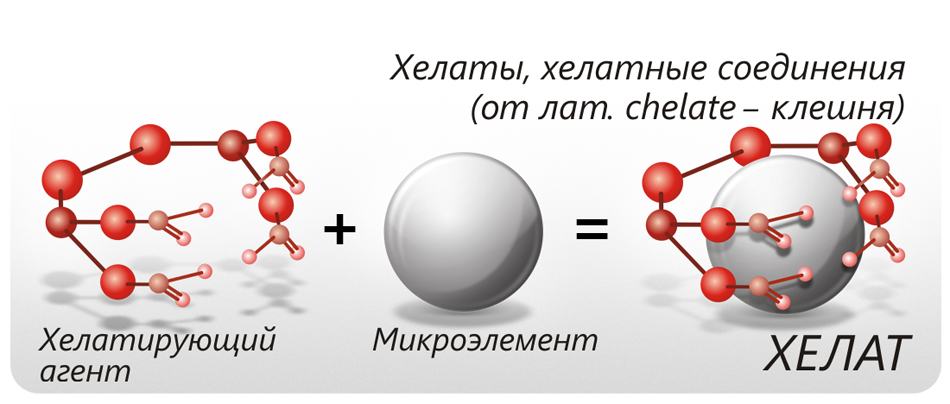 Хелаты, хелатные соединения
(от лат. chelate – клешня)
+
=
Хелатирующий
агент
Микроэлемент
ХЕЛАТ